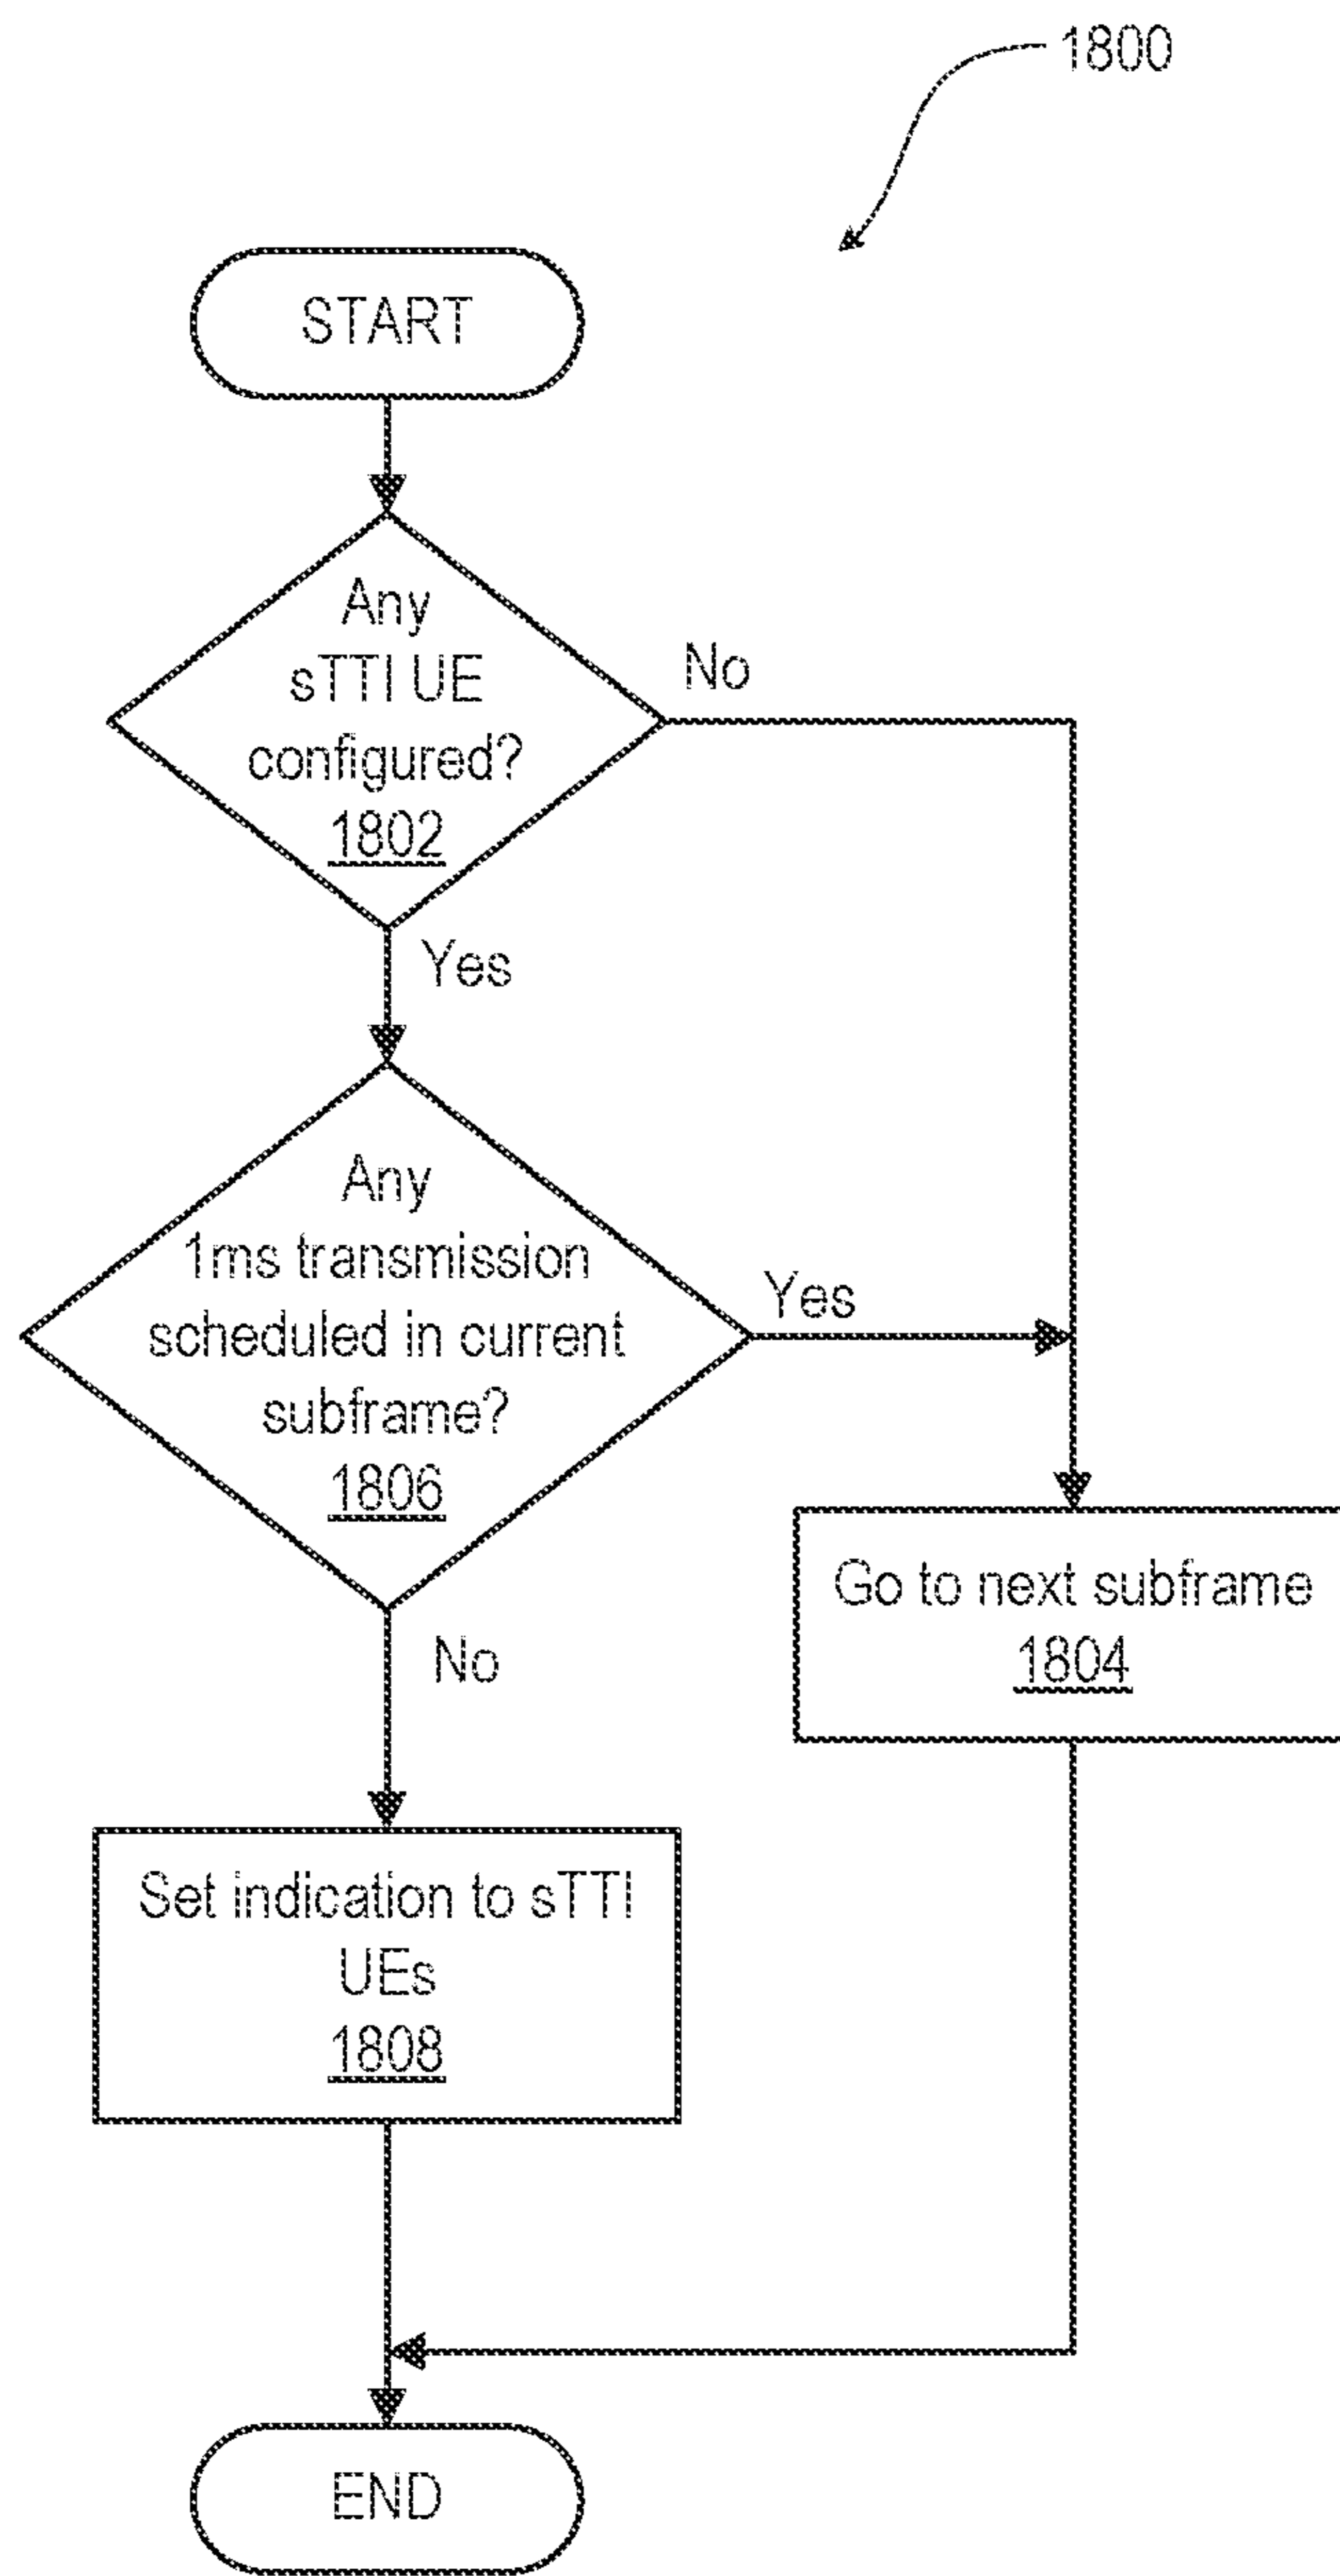 1800
START
Any
sTTI UE
configured?
1802
No
Yes
Any
1ms transmission
scheduled in current
subframe?
1806
Yes
Go to next subframe
1804
No
Set indication to sTTI
UEs
1808
END